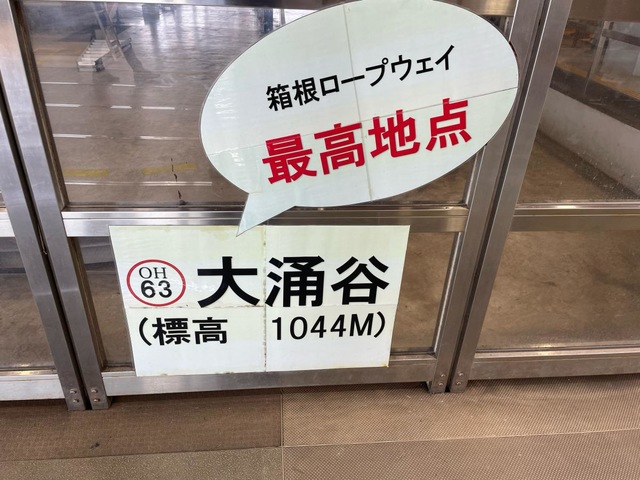 箱根ロープウェイ
最高地点
OH
63
大涌谷
(標高 1044M)